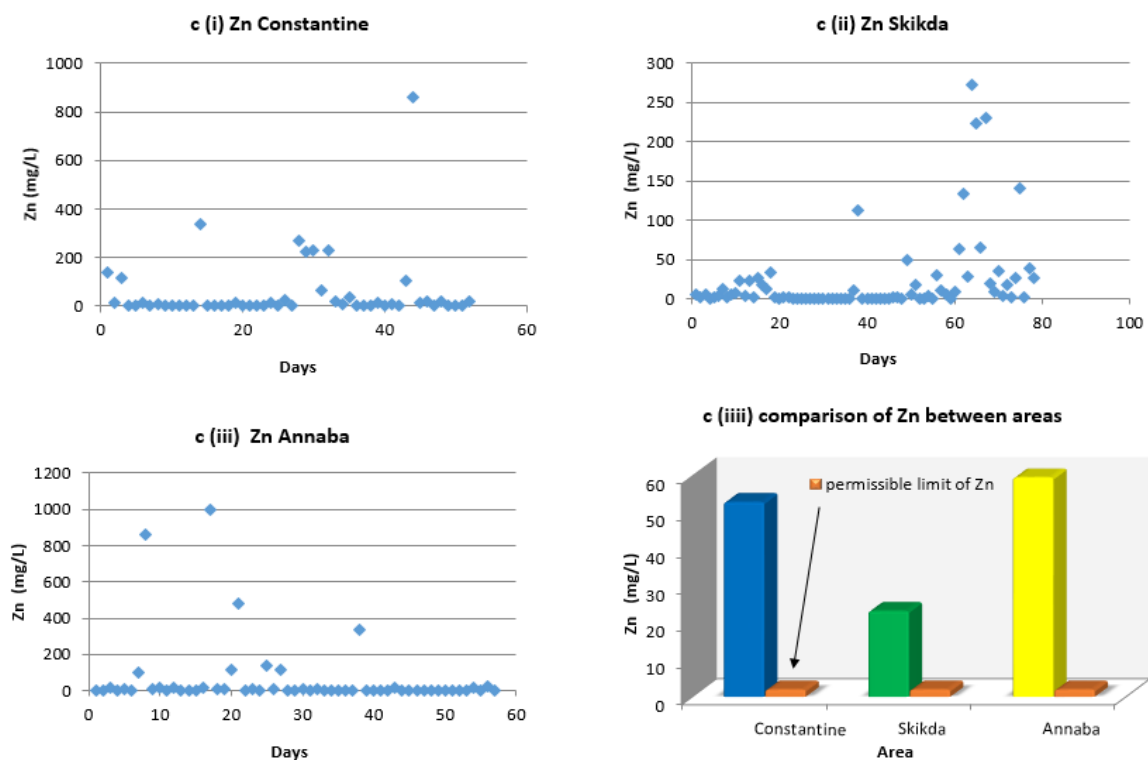 c (i) Zn Constantine
1000
800
600
400
200
0
Zn (mg/L)
0 20 40 60
Days
c (ii) Zn Skikda
300
250
200
150
100
50
0
Zn (mg/L)
0 20 40 60 80 100
Days
c (iii) Zn Annaba
1200
1000
800
600
400
200
0
Zn (mg/L)
0 10 20 30 40 50 60
Days
c (iiii) comparison of Zn between areas
60
50
40
30
20
10
0
Zn (mg/L)
permissible limit of Zn
Constantine Skikda Annaba
Area